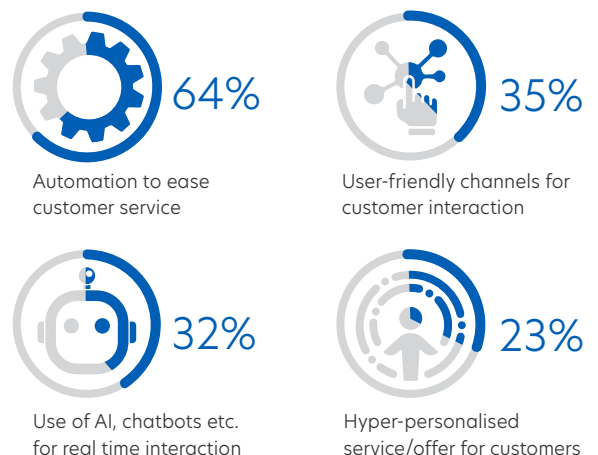 64%
Automation to ease
customer service
35%
User-friendly channels for
customer interaction
32%
Use of AI, chatbots etc.
for real time interaction
23%
Hyper-personalised
service/offer for customers